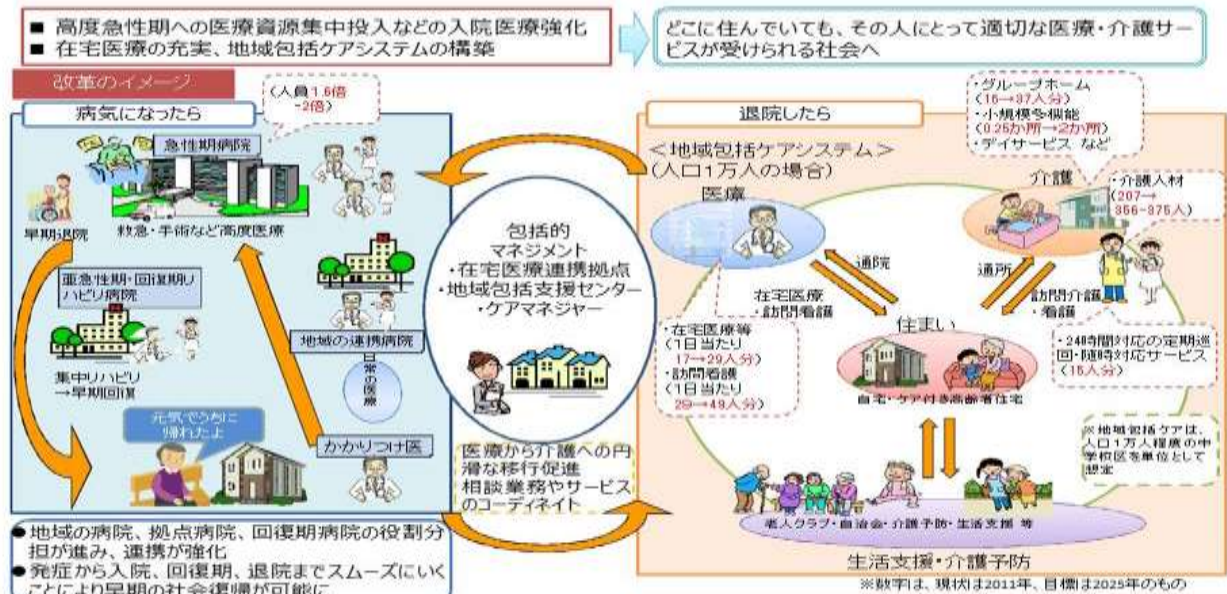 ■ 高度急性期への医療資源集中投入などの入院医療強化
■ 在宅医療の充実、地域包括ケアシステムの構築
どこに住んでいても、その人にとって適切な医療・介護サー
ビスが受けられる社会へ
改革のイメージ
病気になったら
(人員1.6倍
~2倍)
急性期病院
早期退院
救急・手術など高度医療
亜急性期・回復期リ
ハビリ病院
集中リハビリ
→早期回復
地域の連携病院
日常の医療
元気でうちに
帰れたよ
かかりつけ医
●地域の病院、拠点病院、回復期病院の役割分
担が進み、連携が強化
●発症から入院、回復期、退院までスムーズにいく
ことにより早期の社会復帰が可能に
包括的
マネジメント
・在宅医療連携拠点
・地域包括支援センター
・ケアマネジャー
医療から介護への円
滑な移行促進
相談業務やサービス
のコーディネイト
退院したら
<地域包括ケアシステム>
(人口1万人の場合)
・グループホーム
(16→37人分)
・小規模多機能
(0.25か所→2か所)
・デイサービス など
医療
介護
・介護人材
(207→
356~375人)
通院
通所
在宅医療
・訪問看護
訪問介護
・看護
住まい
・在宅医療等
(1日当たり
17→29人分)
・訪問看護
(1日当たり
29→49人分)
・24時間対応の定期巡
回・随時対応サービス
(15人分)
自宅・ケア付き高齢者住宅
※地域包括ケアは、
人口1万人程度の中
学校区を単位として
想定
老人クラブ・自治会・介護予防・生活支援 等
生活支援・介護予防
※数字は、現状は2011年、目標は2025年のもの